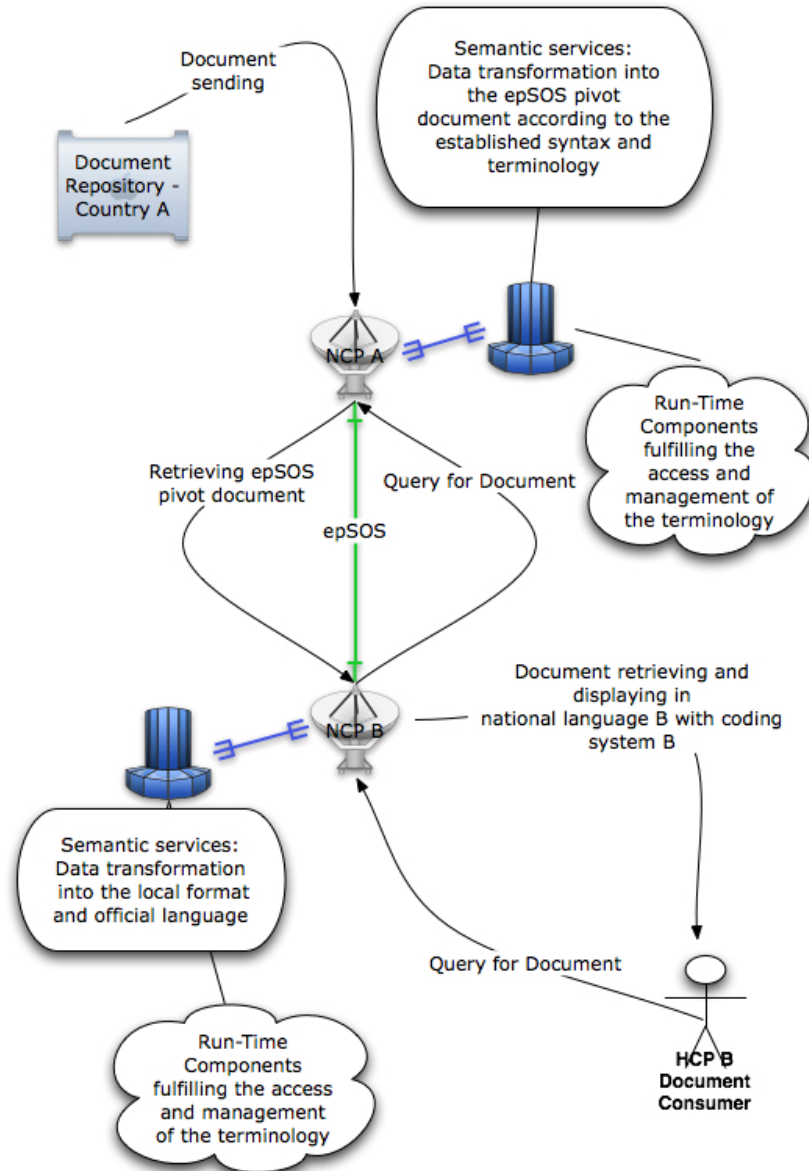 Document
sending
Semantic services:
Data transformation into
the epSOS pivot
document according to the
established syntax and
terminology
Document
Repository -
Country A
NCP A
Run-Time
Components
fulfilling the
access and
management of
the terminology
Retrieving epSOS
pivot document
Query for Document
epSOS
Document retrieving and
displaying in
national language B with coding
system B
NCP B
Semantic services:
Data transformation
into the local format
and official language
Query for Document
Run-Time
Components
fulfilling the access
and management
of the terminology
HCP B
Document
Consumer